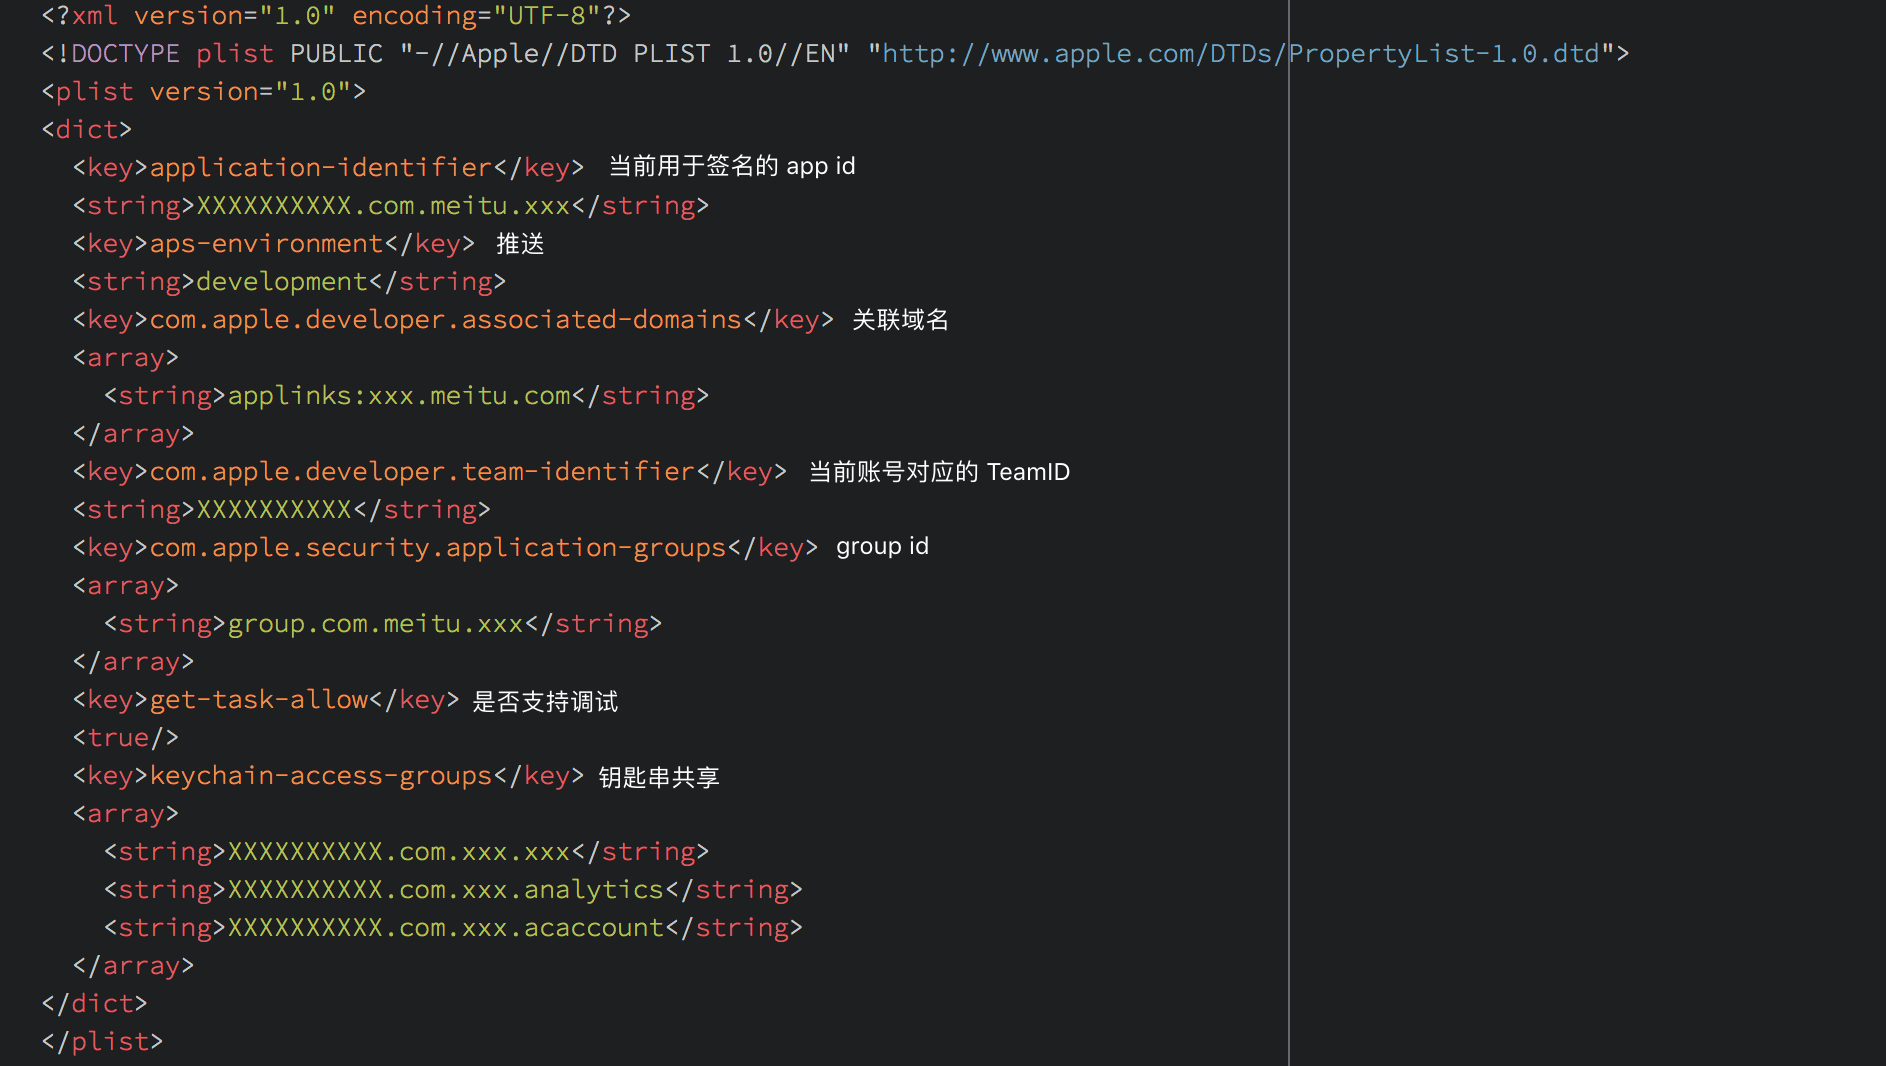 <?xml version="1.0" encoding="UTF-8"?>
<!DOCTYPE plist PUBLIC "-//Apple//DTD PLIST 1.0//EN" "http://www.apple.com/DTDs/PropertyList-1.0.dtd">
<plist version="1.0">
<dict>
  <key>application-identifier</key> 当前用于签名的 app id
  <string>XXXXXXXXXX.com.meitu.xxx</string>
  <key>aps-environment</key> 推送
  <string>development</string>
  <key>com.apple.developer.associated-domains</key> 关联域名
  <array>
    <string>applinks:xxx.meitu.com</string>
  </array>
  <key>com.apple.developer.team-identifier</key> 当前账号对应的 TeamID
  <string>XXXXXXXXXX</string>
  <key>com.apple.security.application-groups</key> group id
  <array>
    <string>group.com.meitu.xxx</string>
  </array>
  <key>get-task-allow</key> 是否支持调试
  <true/>
  <key>keychain-access-groups</key> 钥匙串共享
  <array>
    <string>XXXXXXXXXX.com.xxx.xxx</string>
    <string>XXXXXXXXXX.com.xxx.analytics</string>
    <string>XXXXXXXXXX.com.xxx.acaccount</string>
  </array>
</dict>
</plist>